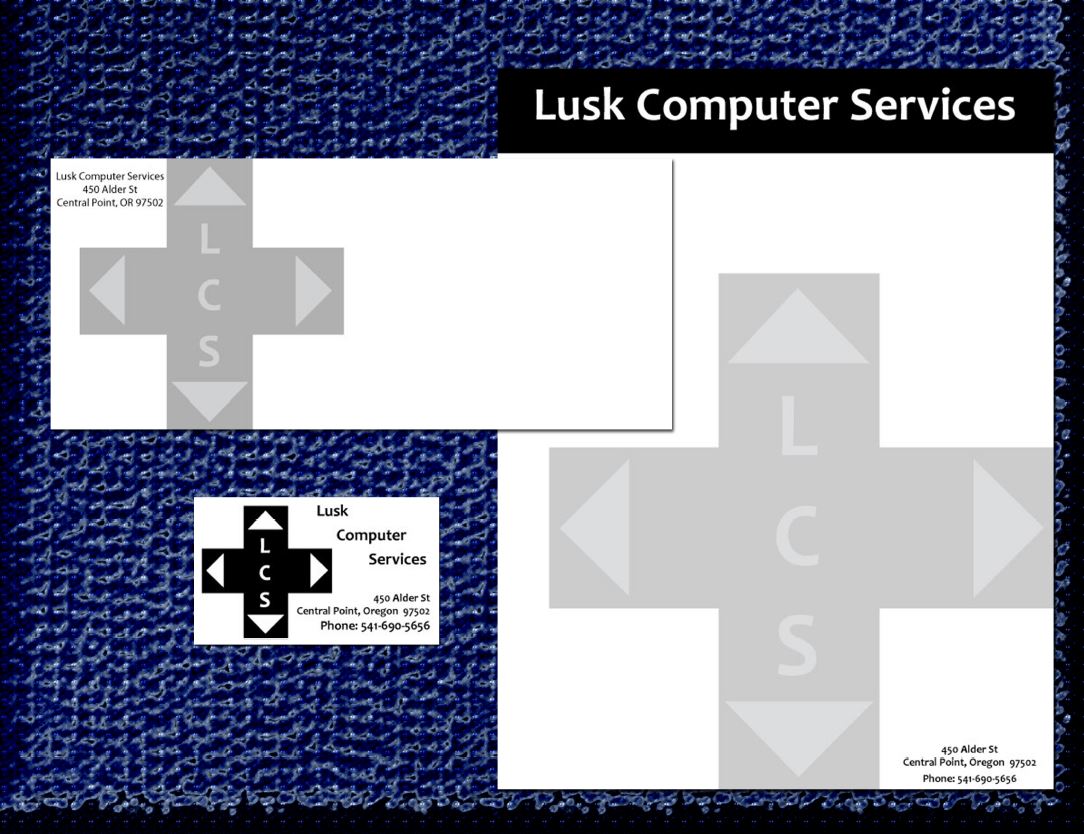 Lusk Computer Services
Lusk Computer Services
450 Alder St
Central Point, OR 97502
L
C
S
L
C
S
450 Alder St
Central Point, Oregon 97502
Phone: 541-690-5656
L
C
S
Lusk
Computer
Services
450 Alder St
Central Point, Oregon 97502
Phone: 541-690-5656